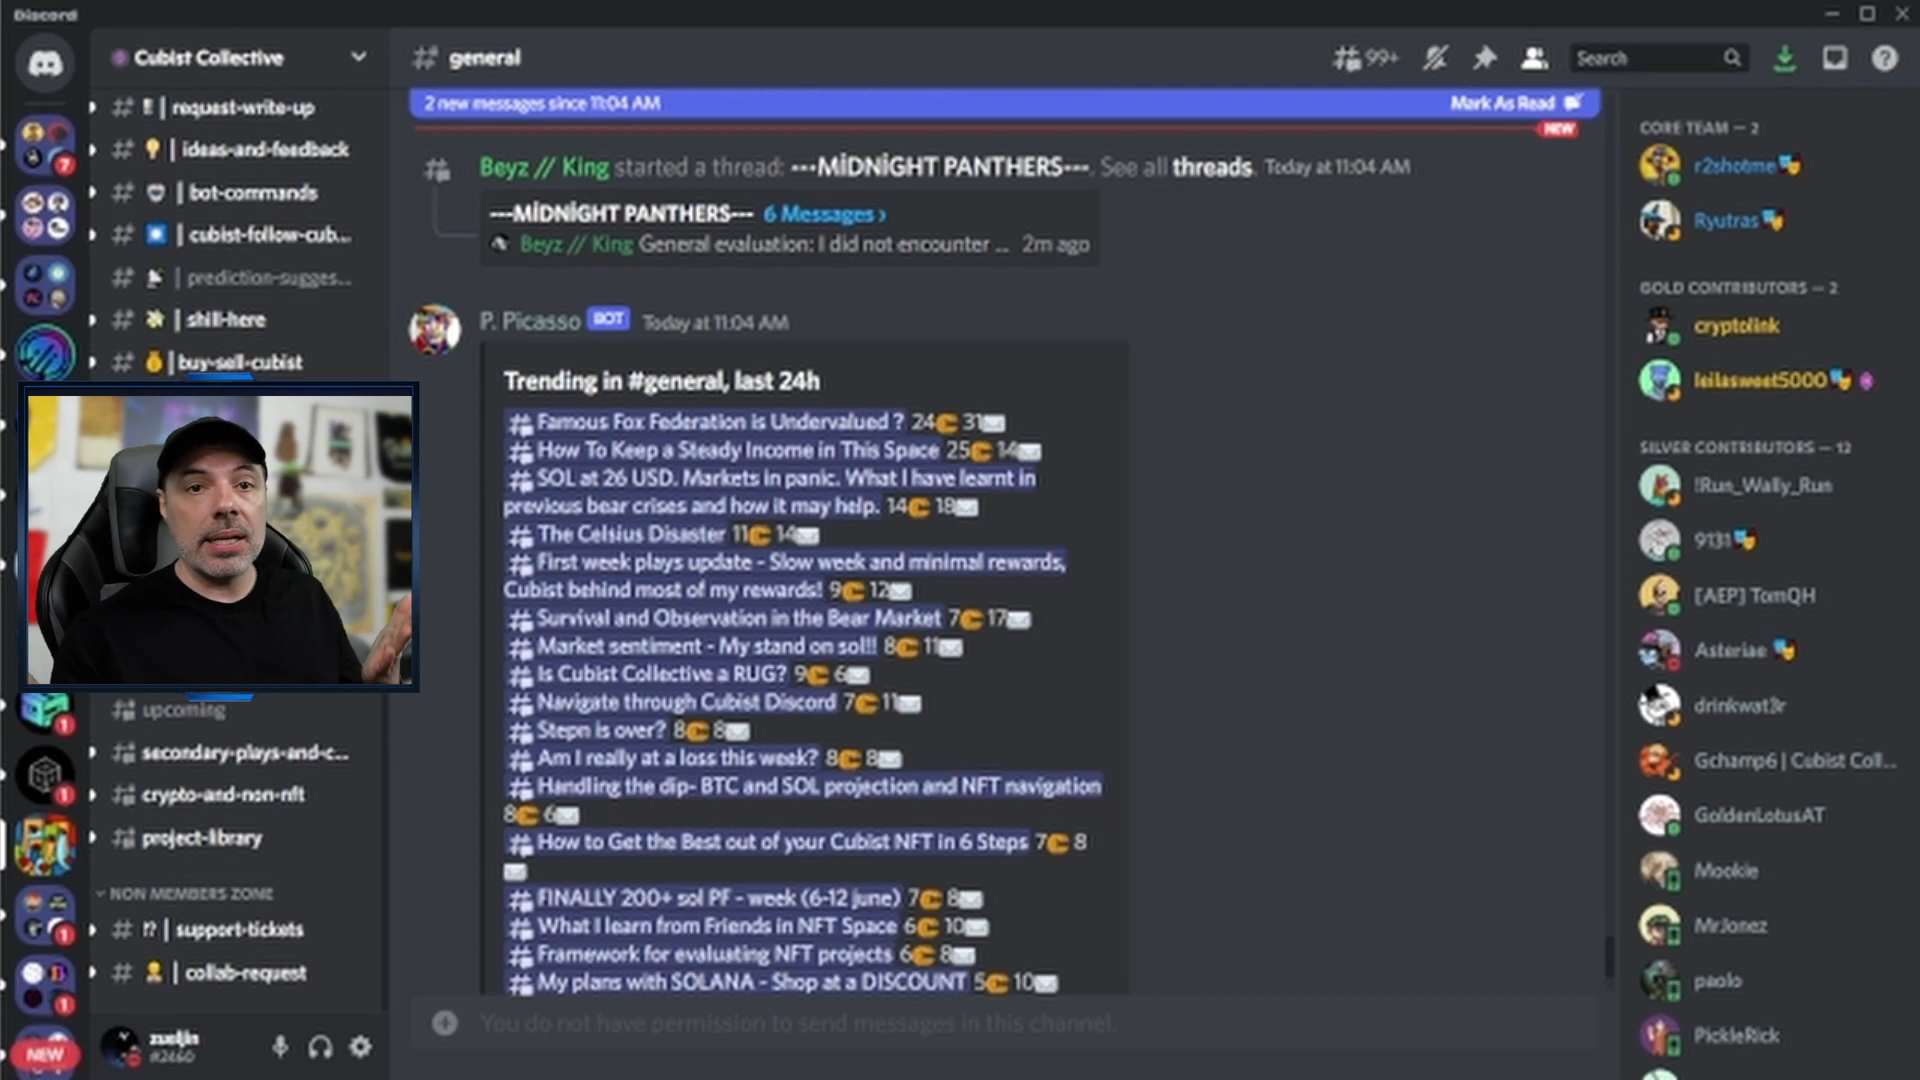 Discord
Cubist Collective
general
99+
Search
request-write-up
ideas-and-feedback
bot-commands
cubist-follow-cub...
prediction-sugges...
shill-here
buy-sell-cubist
upcoming
secondary-plays-and-c...
crypto-and-non-nft
project-library
NON MEMBERS ZONE
!? | support-tickets
collab-request
zueljin
#2460
7
1
1
1
1
NEW
2 new messages since 11:04 AM
Mark As Read
NEW
Beyz // King started a thread: ---MİDNİGHT PANTHERS---. See all threads. Today at 11:04 AM
---MİDNİGHT PANTHERS--- 6 Messages ›
Beyz // King General evaluation: I did not encounter ... 2m ago
P. Picasso BOT Today at 11:04 AM
Trending in #general, last 24h
Famous Fox Federation is Undervalued ? 24 31
How To Keep a Steady Income in This Space 25 14
SOL at 26 USD. Markets in panic. What I have learnt in
previous bear crises and how it may help. 14 18
The Celsius Disaster 11 14
First week plays update - Slow week and minimal rewards,
Cubist behind most of my rewards! 9 12
Survival and Observation in the Bear Market 7 17
Market sentiment - My stand on sol!! 8 11
Is Cubist Collective a RUG? 9 6
Navigate through Cubist Discord 7 11
Stepn is over? 8 8
Am I really at a loss this week? 8 8
Handling the dip- BTC and SOL projection and NFT navigation
8 6
How to Get the Best out of your Cubist NFT in 6 Steps 7 8
FINALLY 200+ sol PF - week (6-12 june) 7 8
What I learn from Friends in NFT Space 6 10
Framework for evaluating NFT projects 6 8
My plans with SOLANA - Shop at a DISCOUNT 5 10
You do not have permission to send messages in this channel.
CORE TEAM — 2
r2shotme
Ryutras
GOLD CONTRIBUTORS — 2
cryptolink
leilasweet5000
SILVER CONTRIBUTORS — 12
!Run_Wally_Run
9131
[AEP] TomQH
Asteriae
drinkwat3r
Gchamp6 | Cubist Coll...
GoldenLotusAT
Mookie
MrJonez
paolo
PickleRick